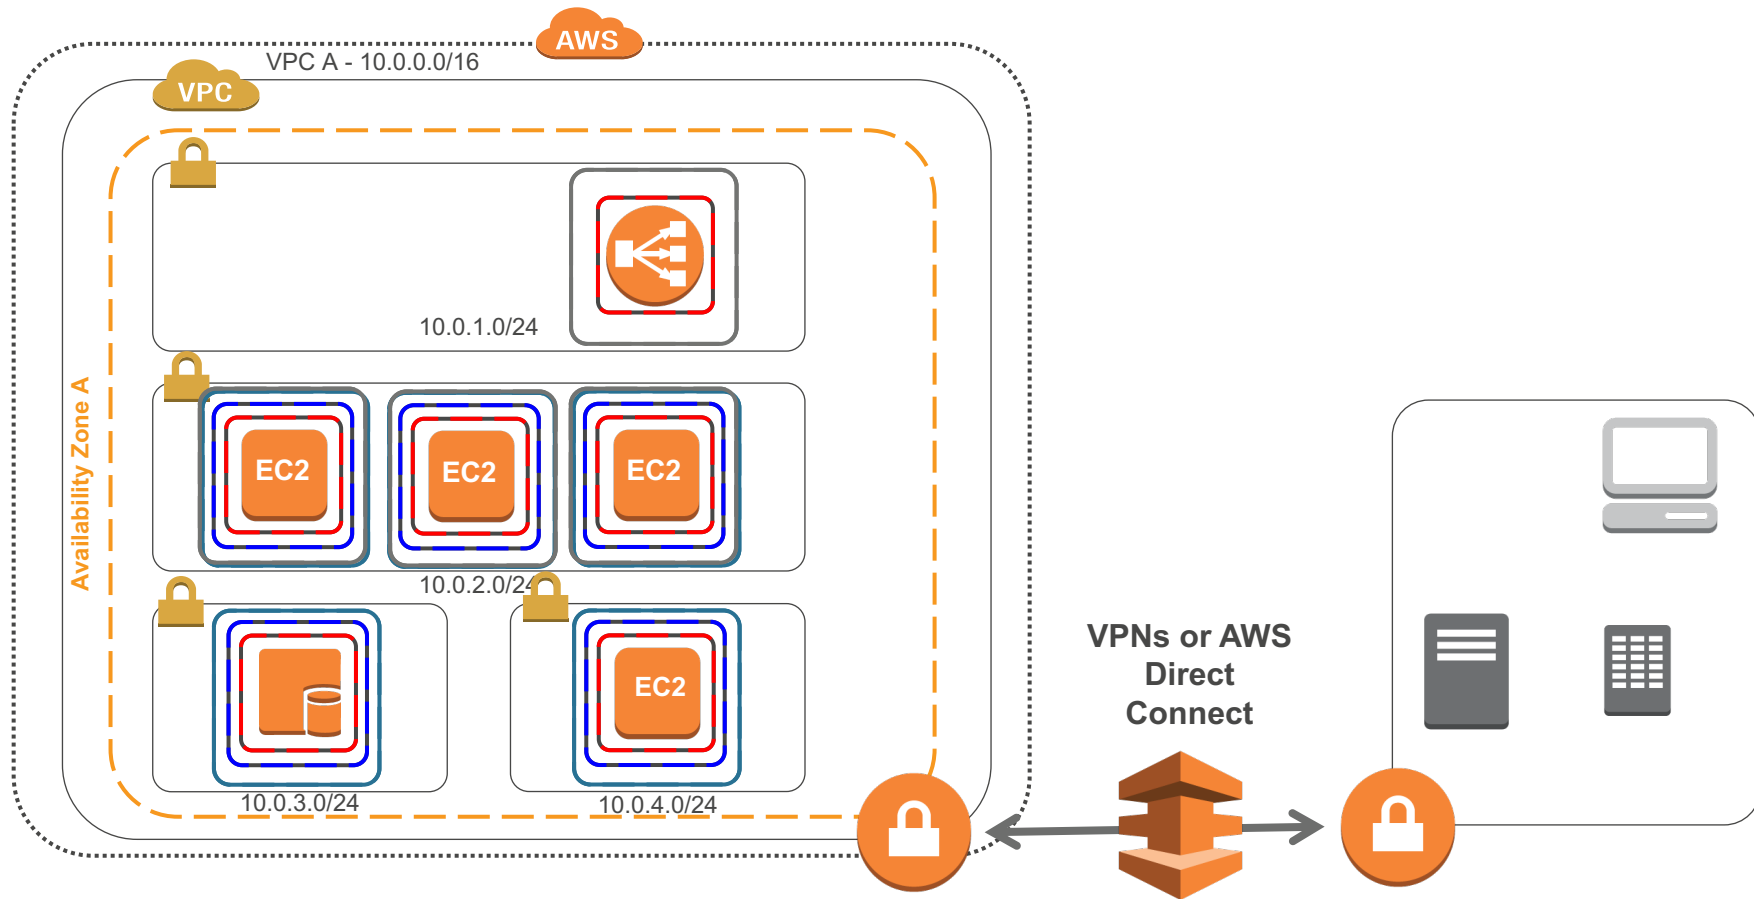 AWS
VPC A - 10.0.0.0/16
VPC
10.0.1.0/24
Availability Zone A
EC2
EC2
EC2
10.0.2.0/24
EC2
10.0.3.0/24
10.0.4.0/24
VPNs or AWS
Direct
Connect